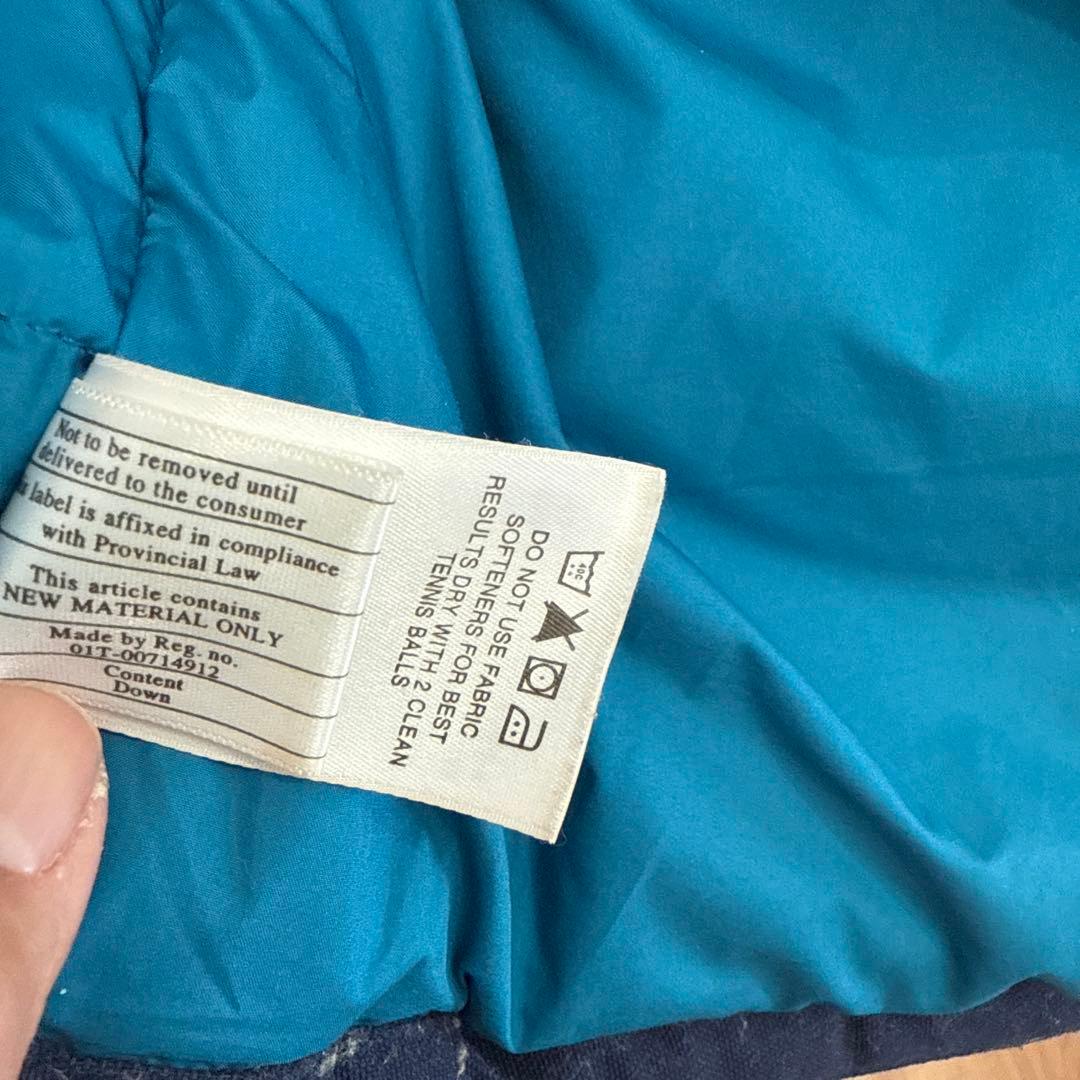 Not to be removed until
delivered to the consumer
label is affixed in compliance
with Provincial Law
This article contains
NEW MATERIAL ONLY
Made by Reg. no.
01T-00714912
Content
Down
40C
DO NOT USE FABRIC
SOFTENERS FOR BEST
RESULTS DRY WITH 2 CLEAN
TENNIS BALLS